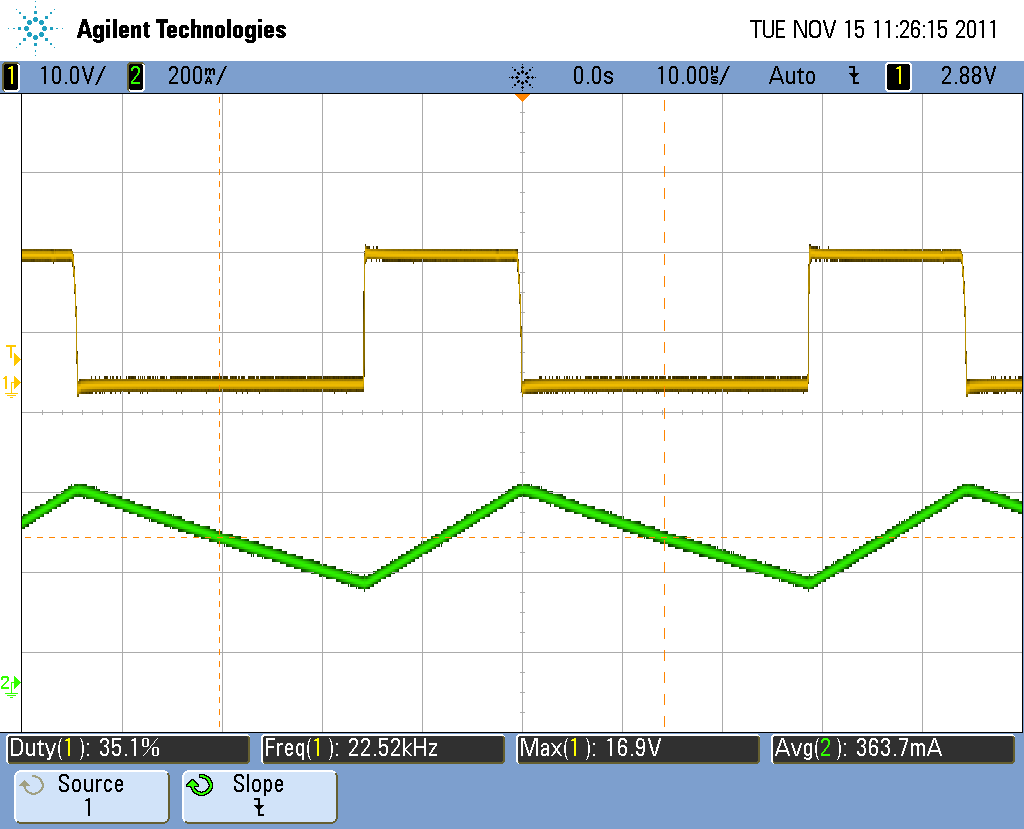 Agilent Technologies TUE NOV 15 11:26:15 2011
1 10.0V/ 2 200mA/ 0.0s 10.00µs/ Auto 1 2.88V
T
1
2
Duty(1): 35.1% Freq(1): 22.52kHz Max(1): 16.9V Avg(2): 363.7mA
Source Slope
1